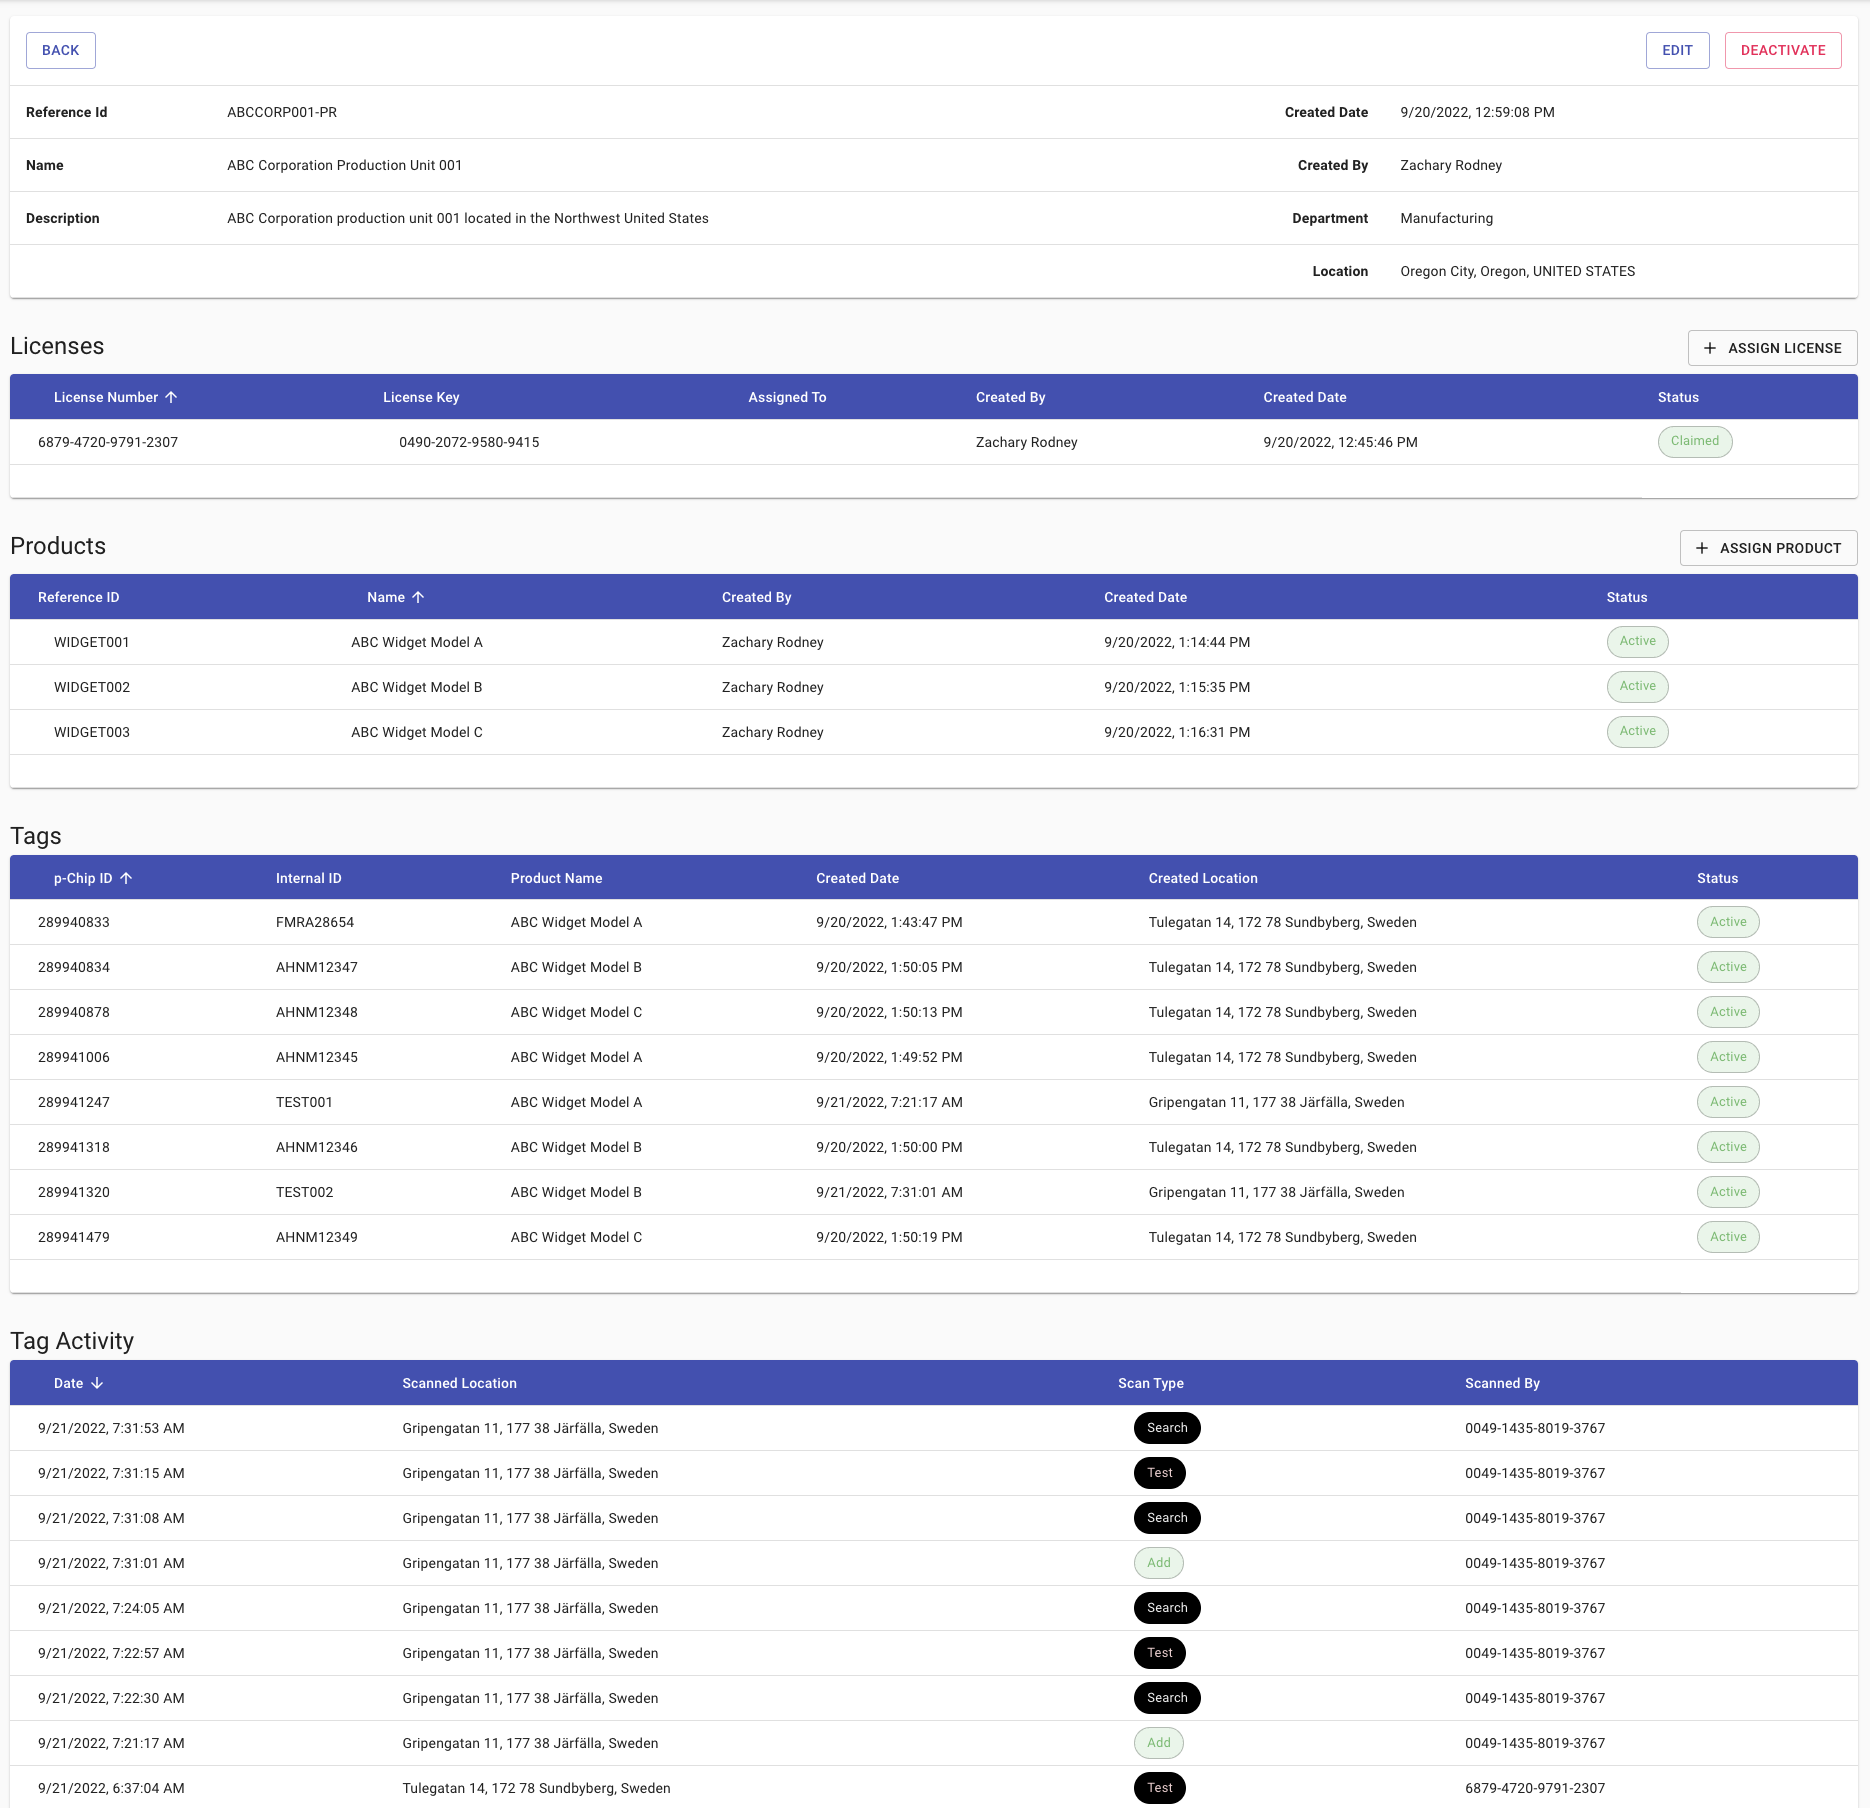 BACK EDIT DEACTIVATE
Reference Id ABCCORP001-PR Created Date 9/20/2022, 12:59:08 PM
Name ABC Corporation Production Unit 001 Created By Zachary Rodney
Description ABC Corporation production unit 001 located in the Northwest United States Department Manufacturing
Location Oregon City, Oregon, UNITED STATES
Licenses + ASSIGN LICENSE
License Number ↑ License Key Assigned To Created By Created Date Status
6879-4720-9791-2307 0490-2072-9580-9415 Zachary Rodney 9/20/2022, 12:45:46 PM Claimed
Products + ASSIGN PRODUCT
Reference ID Name ↑ Created By Created Date Status
WIDGET001 ABC Widget Model A Zachary Rodney 9/20/2022, 1:14:44 PM Active
WIDGET002 ABC Widget Model B Zachary Rodney 9/20/2022, 1:15:35 PM Active
WIDGET003 ABC Widget Model C Zachary Rodney 9/20/2022, 1:16:31 PM Active
Tags
p-Chip ID ↑ Internal ID Product Name Created Date Created Location Status
289940833 FMRA28654 ABC Widget Model A 9/20/2022, 1:43:47 PM Tulegatan 14, 172 78 Sundbyberg, Sweden Active
289940834 AHNM12347 ABC Widget Model B 9/20/2022, 1:50:05 PM Tulegatan 14, 172 78 Sundbyberg, Sweden Active
289940878 AHNM12348 ABC Widget Model C 9/20/2022, 1:50:13 PM Tulegatan 14, 172 78 Sundbyberg, Sweden Active
289941006 AHNM12345 ABC Widget Model A 9/20/2022, 1:49:52 PM Tulegatan 14, 172 78 Sundbyberg, Sweden Active
289941247 TEST001 ABC Widget Model A 9/21/2022, 7:21:17 AM Gripengatan 11, 177 38 Järfälla, Sweden Active
289941318 AHNM12346 ABC Widget Model B 9/20/2022, 1:50:00 PM Tulegatan 14, 172 78 Sundbyberg, Sweden Active
289941320 TEST002 ABC Widget Model B 9/21/2022, 7:31:01 AM Gripengatan 11, 177 38 Järfälla, Sweden Active
289941479 AHNM12349 ABC Widget Model C 9/20/2022, 1:50:19 PM Tulegatan 14, 172 78 Sundbyberg, Sweden Active
Tag Activity
Date ↓ Scanned Location Scan Type Scanned By
9/21/2022, 7:31:53 AM Gripengatan 11, 177 38 Järfälla, Sweden Search 0049-1435-8019-3767
9/21/2022, 7:31:15 AM Gripengatan 11, 177 38 Järfälla, Sweden Test 0049-1435-8019-3767
9/21/2022, 7:31:08 AM Gripengatan 11, 177 38 Järfälla, Sweden Search 0049-1435-8019-3767
9/21/2022, 7:31:01 AM Gripengatan 11, 177 38 Järfälla, Sweden Add 0049-1435-8019-3767
9/21/2022, 7:24:05 AM Gripengatan 11, 177 38 Järfälla, Sweden Search 0049-1435-8019-3767
9/21/2022, 7:22:57 AM Gripengatan 11, 177 38 Järfälla, Sweden Test 0049-1435-8019-3767
9/21/2022, 7:22:30 AM Gripengatan 11, 177 38 Järfälla, Sweden Search 0049-1435-8019-3767
9/21/2022, 7:21:17 AM Gripengatan 11, 177 38 Järfälla, Sweden Add 0049-1435-8019-3767
9/21/2022, 6:37:04 AM Tulegatan 14, 172 78 Sundbyberg, Sweden Test 6879-4720-9791-2307